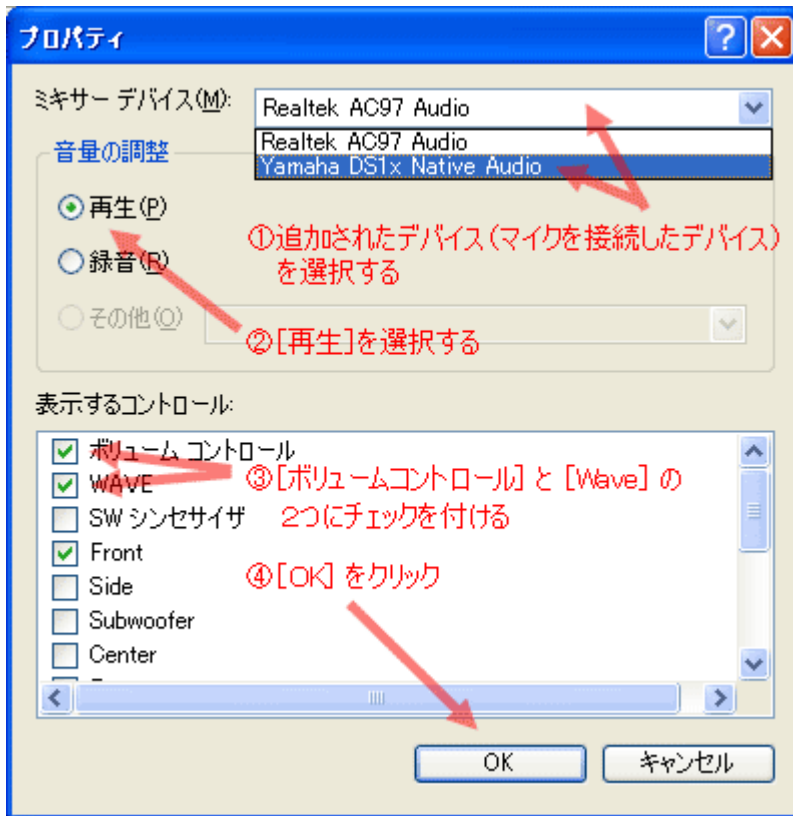 プロパティ
ミキサー デバイス(M):
Realtek AC97 Audio
Realtek AC97 Audio
Yamaha DS1x Native Audio
音量の調整
再生(P)
録音(R)
その他(O)
①追加されたデバイス(マイクを接続したデバイス)
を選択する
②[再生]を選択する
表示するコントロール:
ボリューム コントロール
WAVE
SW シンセサイザ
Front
Side
Subwoofer
Center
③[ボリュームコントロール] と [Wave] の
2つにチェックを付ける
④[OK] をクリック
OK
キャンセル